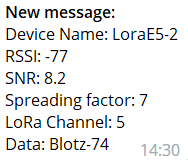 New message:
Device Name: LoraE5-2
RSSI: -77
SNR: 8.2
Spreading factor: 7
LoRa Channel: 5
Data: Blotz-74
14:30